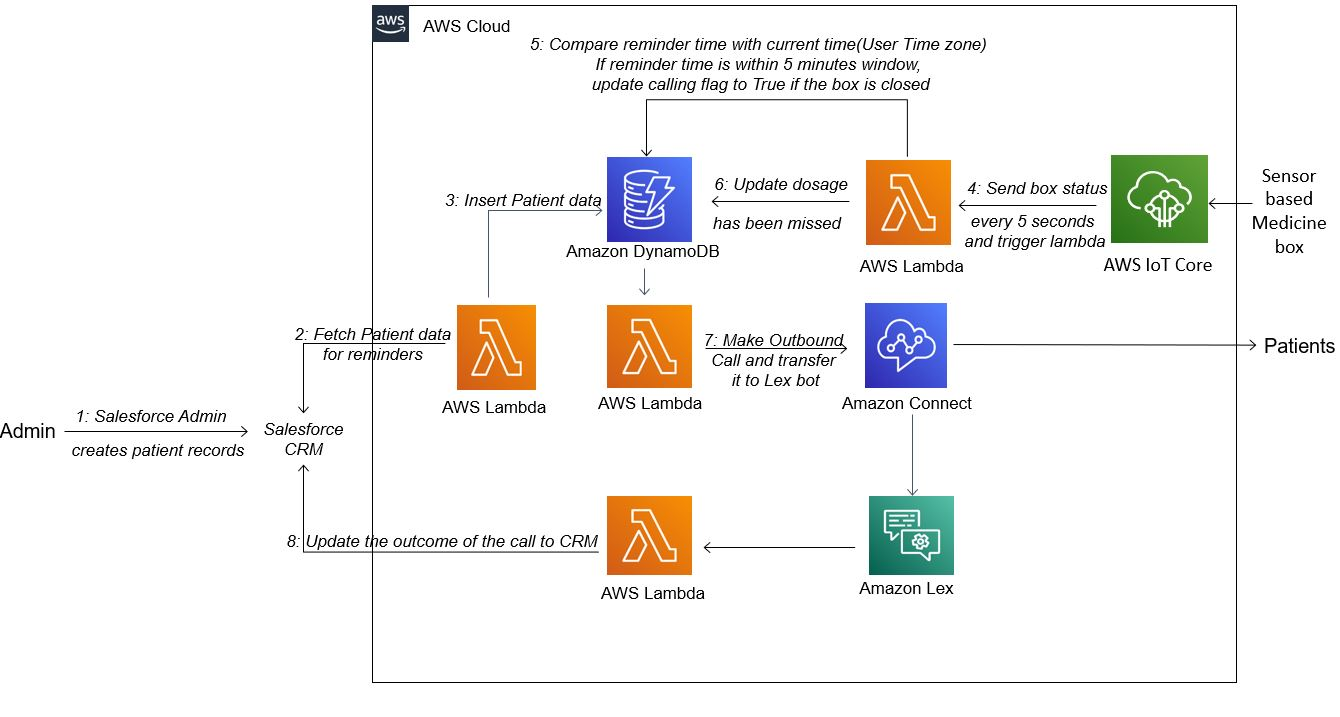 aws
AWS Cloud
5: Compare reminder time with current time(User Time zone)
If reminder time is within 5 minutes window,
update calling flag to True if the box is closed
3: Insert Patient data
Amazon DynamoDB
6: Update dosage
has been missed
AWS Lambda
4: Send box status
every 5 seconds
and trigger lambda
AWS IoT Core
Sensor
based
Medicine
box
2: Fetch Patient data
for reminders
AWS Lambda
AWS Lambda
7: Make Outbound
Call and transfer
it to Lex bot
Amazon Connect
Patients
Admin
1: Salesforce Admin
creates patient records
Salesforce
CRM
8: Update the outcome of the call to CRM
AWS Lambda
Amazon Lex